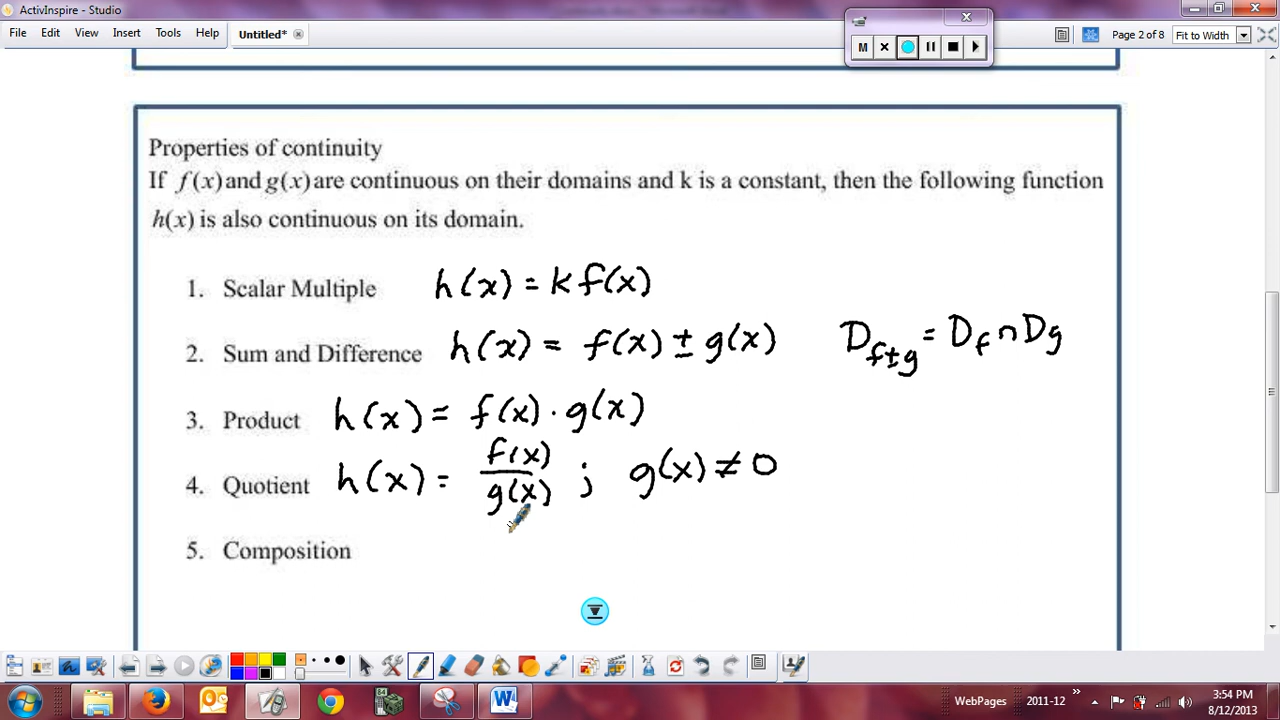 ActivInspire - Studio
File Edit View Insert Tools Help Untitled*
M
Page 2 of 8 Fit to Width
Properties of continuity
If f(x) and g(x) are continuous on their domains and k is a constant, then the following function
h(x) is also continuous on its domain.
1. Scalar Multiple h(x) = k f(x)
2. Sum and Difference h(x) = f(x) ± g(x) D_{f±g} = D_f ∩ D_g
3. Product h(x) = f(x) · g(x)
4. Quotient h(x) = f(x)/g(x) ; g(x) ≠ 0
5. Composition
WebPages 2011-12 » 3:54 PM
8/12/2013